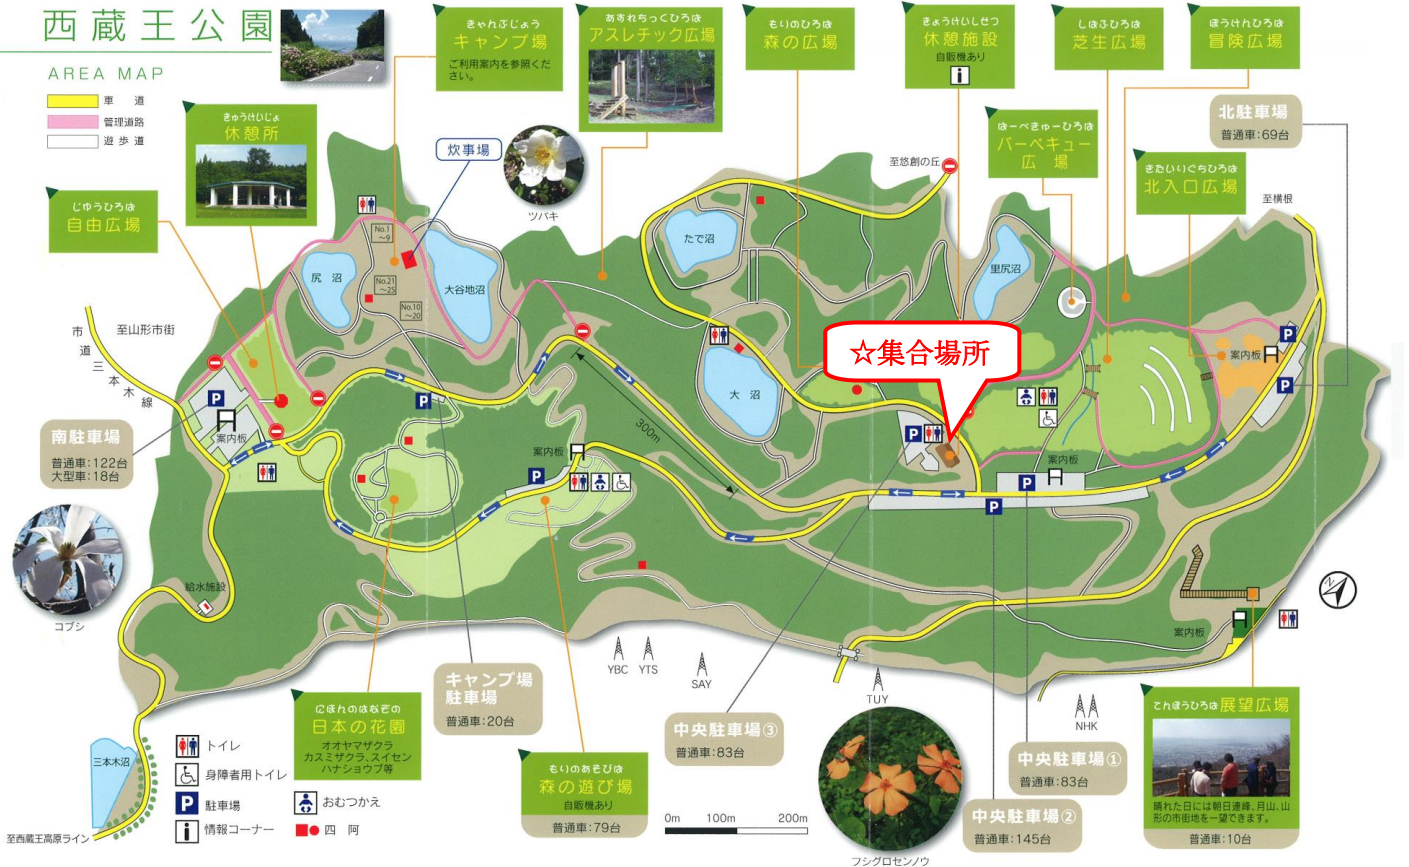 西蔵王公園
AREA MAP
車道
管理道路
遊歩道
きゅうけいじょ
休憩所
じゆうひろば
自由広場
きゃんぷじょう
キャンプ場
ご利用案内を参照くだ
さい。
あすれちっくひろば
アスレチック広場
もりのひろば
森の広場
きゅうけいしせつ
休憩施設
自販機あり
しばふひろば
芝生広場
ぼうけんひろば
冒険広場
ばーべきゅーひろば
バーベキュー
広場
北駐車場
普通車:69台
きたいりぐちひろば
北入口広場
炊事場
ツバキ
至悠創の丘
至横根
No.1
～9
No.21
～25
No.10
～20
尻沼
大谷地沼
たで沼
里尻沼
大沼
☆集合場所
案内板
市道三本木線
至山形市街
南駐車場
普通車:122台
大型車:18台
案内板
案内板
案内板
300m
コブシ
給水施設
案内板
YBC
YTS
SAY
TUY
NHK
キャンプ場
駐車場
普通車:20台
にほんのはなぞの
日本の花園
オオヤマザクラ
カスミザクラ、スイセン
ハナショウブ等
もりのあそびば
森の遊び場
自販機あり
普通車:79台
中央駐車場③
普通車:83台
中央駐車場①
普通車:83台
中央駐車場②
普通車:145台
てんぼうひろば
展望広場
晴れた日には朝日連峰、月山、山
形の市街地を一望できます。
普通車:10台
三本木沼
至西蔵王高原ライン
トイレ
身障者用トイレ
駐車場
おむつかえ
情報コーナー
四阿
0m 100m 200m
フシグロセンノウ